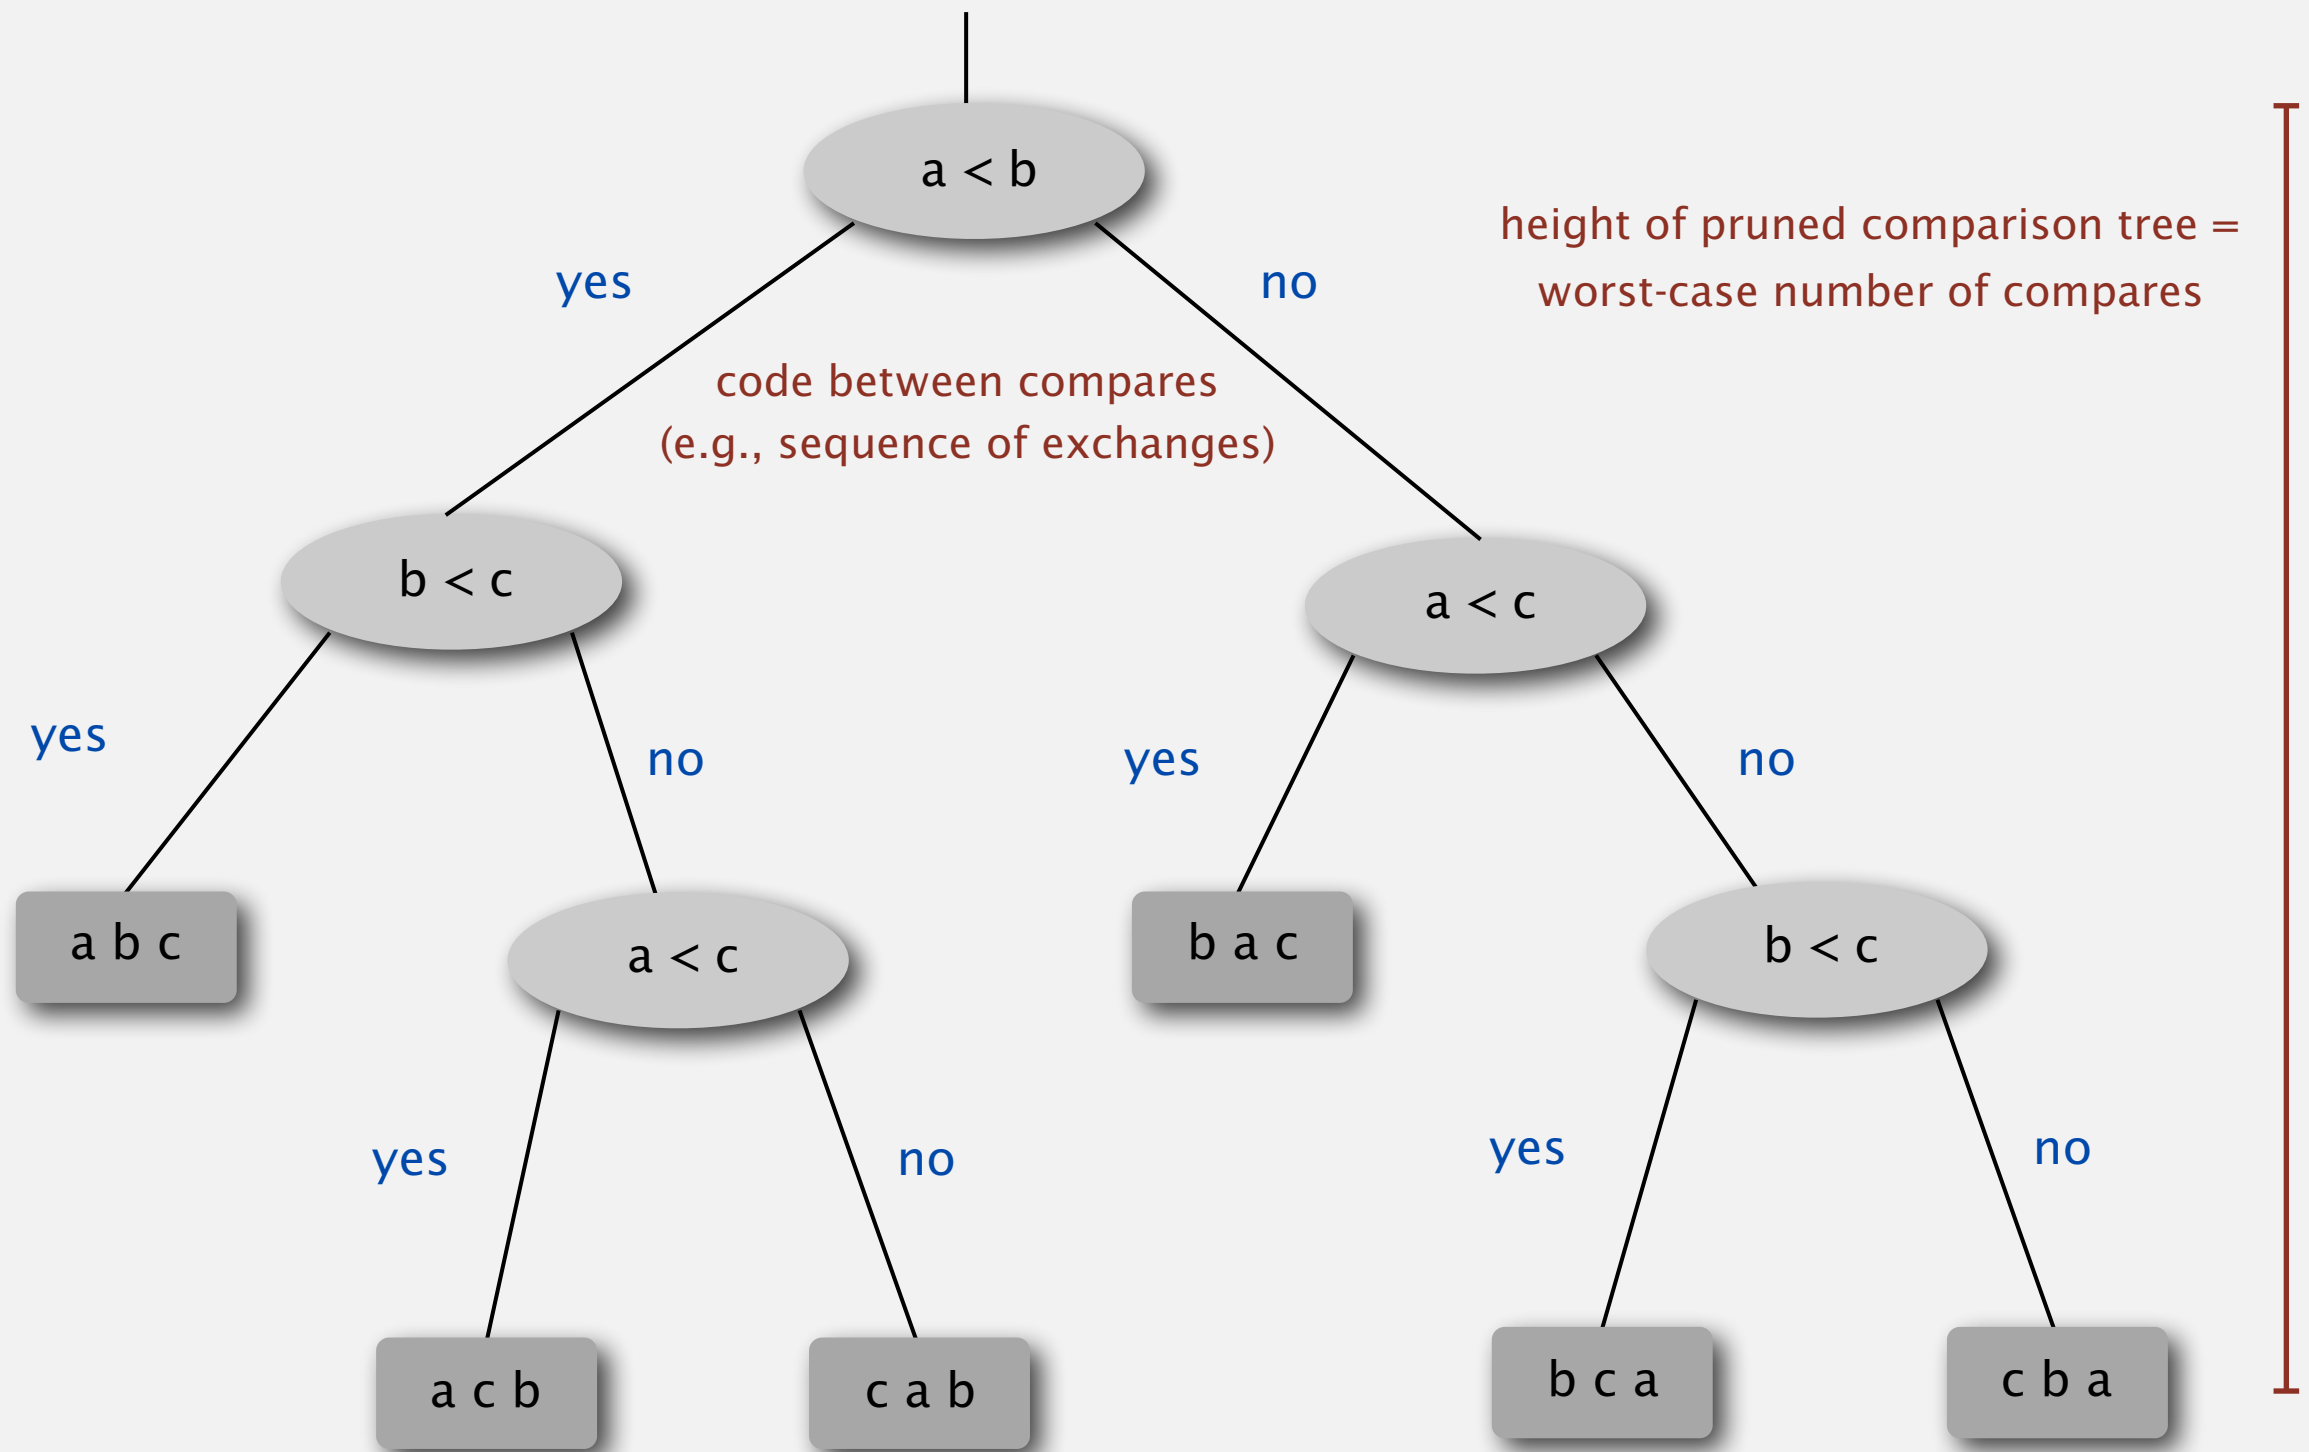 a < b
height of pruned comparison tree =
worst-case number of compares
yes
no
code between compares
(e.g., sequence of exchanges)
b < c
a < c
yes
no
yes
no
a b c
a < c
b a c
b < c
yes
no
yes
no
a c b
c a b
b c a
c b a